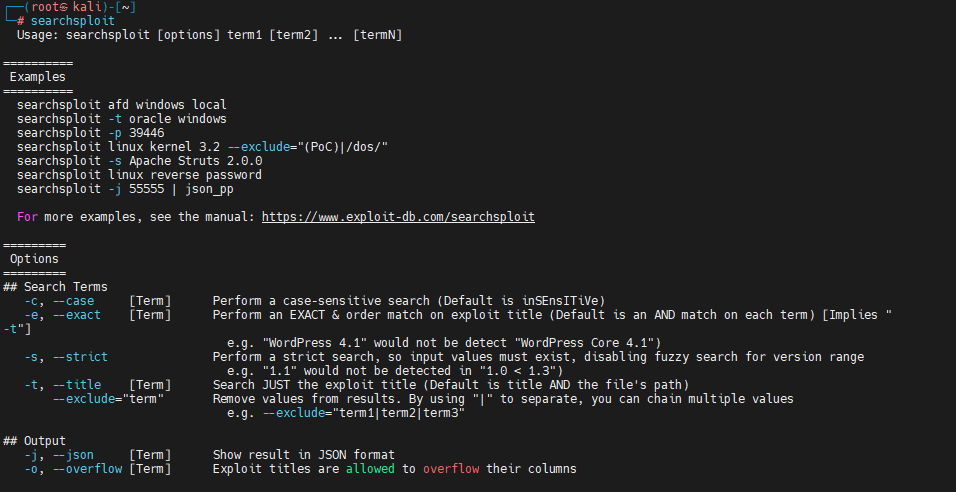 ┌──(root㉿kali)-[~]
└─# searchsploit
  Usage: searchsploit [options] term1 [term2] ... [termN]

==========
 Examples
==========
  searchsploit afd windows local
  searchsploit -t oracle windows
  searchsploit -p 39446
  searchsploit linux kernel 3.2 --exclude="(PoC)|/dos/"
  searchsploit -s Apache Struts 2.0.0
  searchsploit linux reverse password
  searchsploit -j 55555 | json_pp

  For more examples, see the manual: https://www.exploit-db.com/searchsploit

=========
 Options
=========
## Search Terms
   -c, --case     [Term]      Perform a case-sensitive search (Default is inSEnsITiVe)
   -e, --exact    [Term]      Perform an EXACT & order match on exploit title (Default is an AND match on each term) [Implies "
-t"]
                                e.g. "WordPress 4.1" would not be detect "WordPress Core 4.1")
   -s, --strict               Perform a strict search, so input values must exist, disabling fuzzy search for version range
                                e.g. "1.1" would not be detected in "1.0 < 1.3")
   -t, --title    [Term]      Search JUST the exploit title (Default is title AND the file's path)
       --exclude="term"       Remove values from results. By using "|" to separate, you can chain multiple values
                                e.g. --exclude="term1|term2|term3"

## Output
   -j, --json     [Term]      Show result in JSON format
   -o, --overflow [Term]      Exploit titles are allowed to overflow their columns